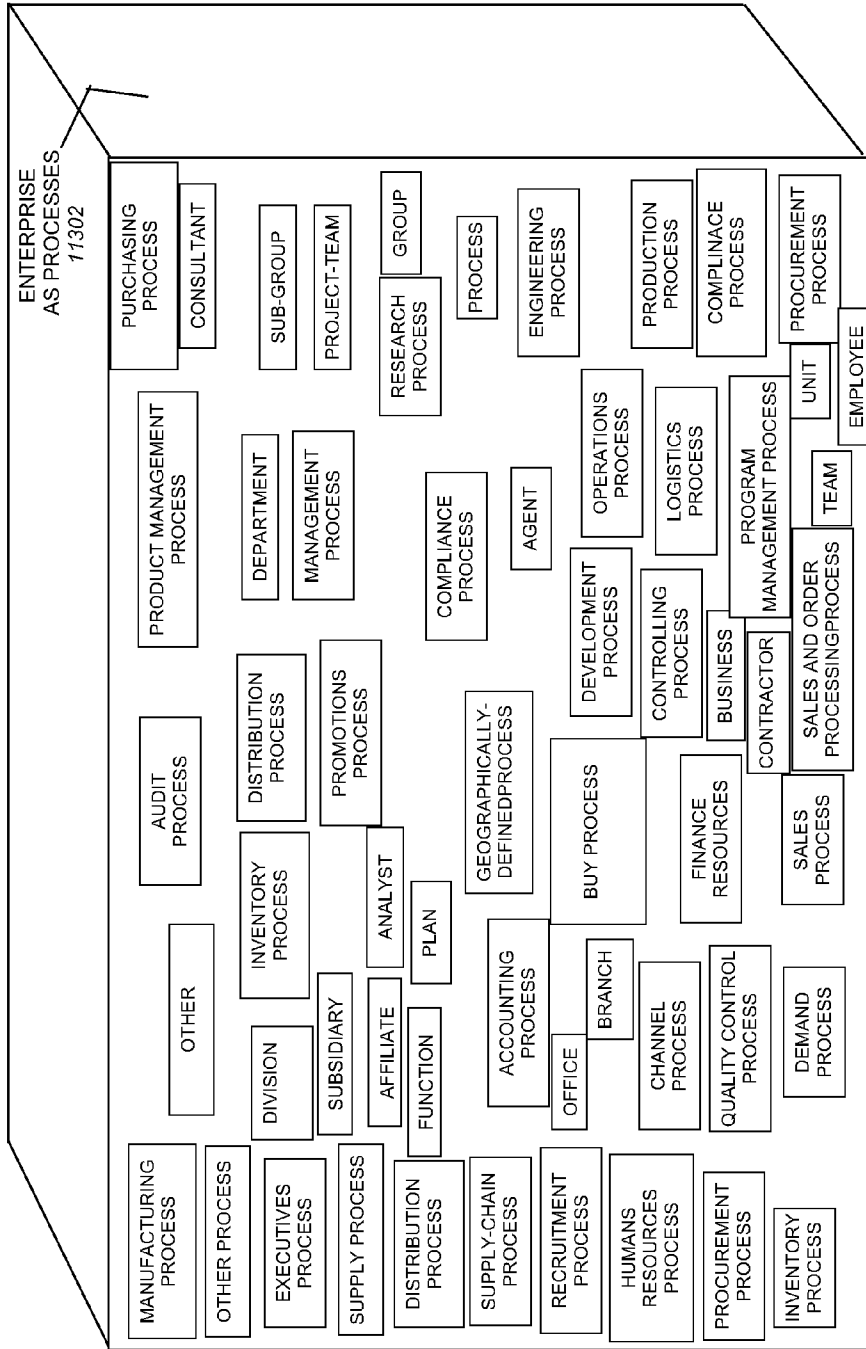 ENTERPRISE
AS PROCESSES
11302
MANUFACTURING
PROCESS
OTHER PROCESS
EXECUTIVES
PROCESS
SUPPLY PROCESS
DISTRIBUTION
PROCESS
SUPPLY-CHAIN
PROCESS
RECRUITMENT
PROCESS
HUMANS
RESOURCES
PROCESS
PROCUREMENT
PROCESS
INVENTORY
PROCESS
OTHER
DIVISION
SUBSIDIARY
AFFILIATE
FUNCTION
ACCOUNTING
PROCESS
OFFICE
BRANCH
CHANNEL
PROCESS
QUALITY CONTROL
PROCESS
DEMAND
PROCESS
AUDIT
PROCESS
INVENTORY
PROCESS
DISTRIBUTION
PROCESS
PROMOTIONS
PROCESS
ANALYST
PLAN
GEOGRAPHICALLY-
DEFINEDPROCESS
BUY PROCESS
FINANCE
RESOURCES
SALES
PROCESS
PRODUCT MANAGEMENT
PROCESS
DEPARTMENT
MANAGEMENT
PROCESS
COMPLIANCE
PROCESS
AGENT
DEVELOPMENT
PROCESS
OPERATIONS
PROCESS
CONTROLLING
PROCESS
LOGISTICS
PROCESS
BUSINESS
CONTRACTOR
PROGRAM
MANAGEMENT PROCESS
SALES AND ORDER
PROCESSINGPROCESS
TEAM
UNIT
EMPLOYEE
PURCHASING
PROCESS
CONSULTANT
SUB-GROUP
PROJECT-TEAM
RESEARCH
PROCESS
GROUP
PROCESS
ENGINEERING
PROCESS
PRODUCTION
PROCESS
COMPLINACE
PROCESS
PROCUREMENT
PROCESS